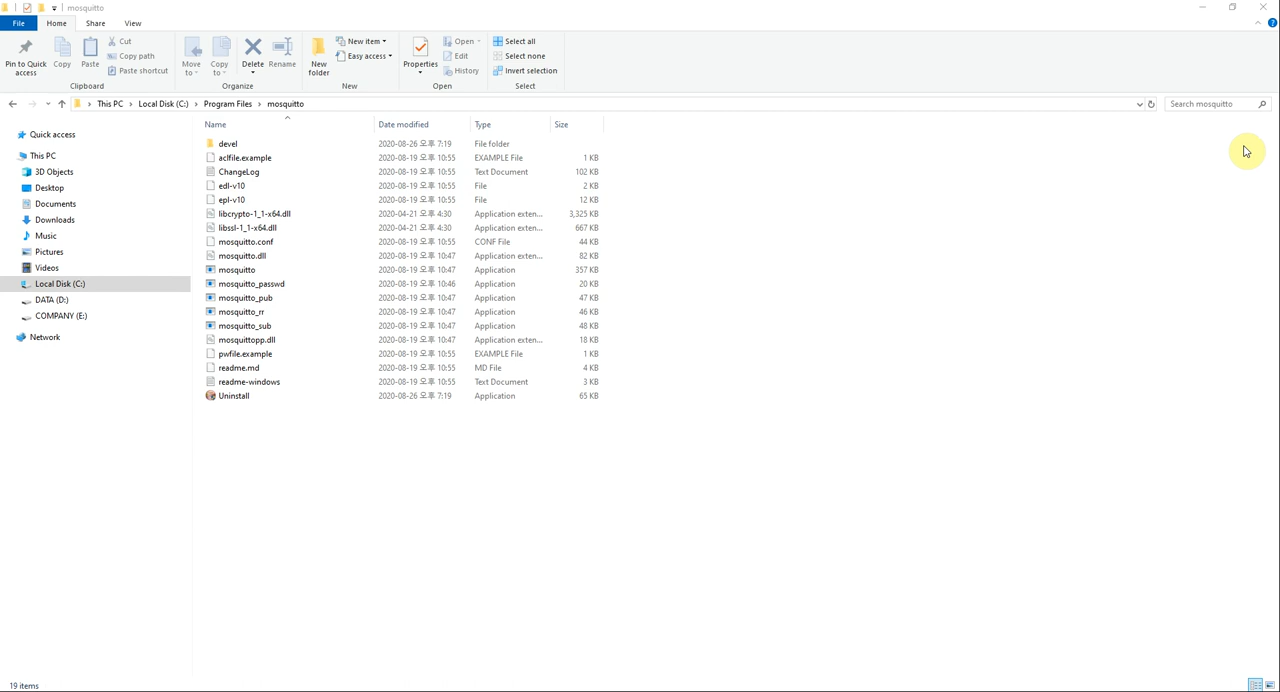 mosquitto
File Home Share View
Pin to Quick access
Copy
Paste
Cut
Copy path
Paste shortcut
Clipboard
Move to
Copy to
Delete
Rename
Organize
New folder
New item
Easy access
New
Properties
Open
Edit
History
Open
Select all
Select none
Invert selection
Select
This PC Local Disk (C:) Program Files mosquitto
Search mosquitto
Quick access
This PC
3D Objects
Desktop
Documents
Downloads
Music
Pictures
Videos
Local Disk (C:)
DATA (D:)
COMPANY (E:)
Network
Name Date modified Type Size
devel 2020-08-26 오후 7:19 File folder
aclfile.example 2020-08-19 오후 10:55 EXAMPLE File 1 KB
ChangeLog 2020-08-19 오후 10:55 Text Document 102 KB
edl-v10 2020-08-19 오후 10:55 File 2 KB
epl-v10 2020-08-19 오후 10:55 File 12 KB
libcrypto-1_1-x64.dll 2020-04-21 오후 4:30 Application exten... 3,325 KB
libssl-1_1-x64.dll 2020-04-21 오후 4:30 Application exten... 667 KB
mosquitto.conf 2020-08-19 오후 10:55 CONF File 44 KB
mosquitto.dll 2020-08-19 오후 10:47 Application exten... 82 KB
mosquitto 2020-08-19 오후 10:47 Application 357 KB
mosquitto_passwd 2020-08-19 오후 10:46 Application 20 KB
mosquitto_pub 2020-08-19 오후 10:47 Application 47 KB
mosquitto_rr 2020-08-19 오후 10:47 Application 46 KB
mosquitto_sub 2020-08-19 오후 10:47 Application 48 KB
mosquittopp.dll 2020-08-19 오후 10:47 Application exten... 18 KB
pwfile.example 2020-08-19 오후 10:55 EXAMPLE File 1 KB
readme.md 2020-08-19 오후 10:55 MD File 4 KB
readme-windows 2020-08-19 오후 10:55 Text Document 3 KB
Uninstall 2020-08-26 오후 7:19 Application 65 KB
19 items